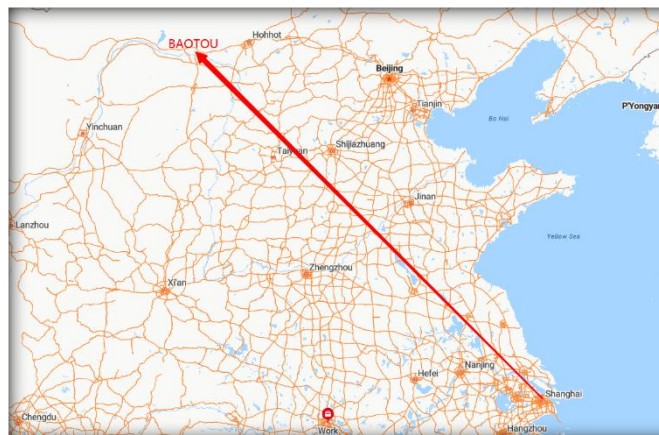 Hohhot
BAOTOU
Beijing
Tianjin
P'Yongya
Bo Hai
Yinchuan
Shijiazhuang
Taiyuan
Jinan
Lanzhou
Yellow Sea
Zhengzhou
Xi'an
Nanjing
Hefei
Shanghai
Chengdu
Work
Hangzhou